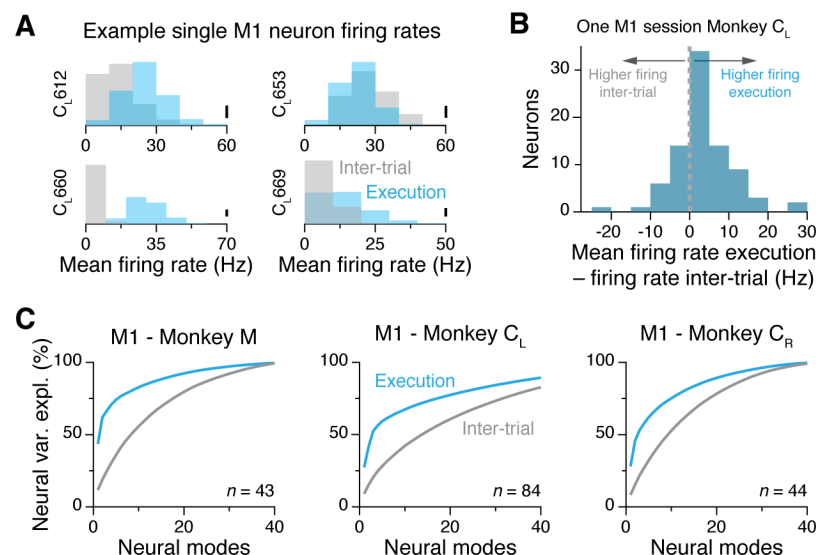 A
Example single M1 neuron firing rates
CL612
0
30
60
CL653
0
30
60
CL660
0
35
70
Mean firing rate (Hz)
CL669
Inter-trial
Execution
0
25
50
Mean firing rate (Hz)
B
One M1 session Monkey CL
Higher firing
inter-trial
Higher firing
execution
Neurons
30
20
10
0
-20
-10
0
10
20
30
Mean firing rate execution
– firing rate inter-trial (Hz)
C
M1 - Monkey M
Neural var. expl. (%)
100
50
0
n = 43
0
20
40
Neural modes
M1 - Monkey CL
100
50
0
Execution
Inter-trial
n = 84
0
20
40
Neural modes
M1 - Monkey CR
100
50
0
n = 44
0
20
40
Neural modes